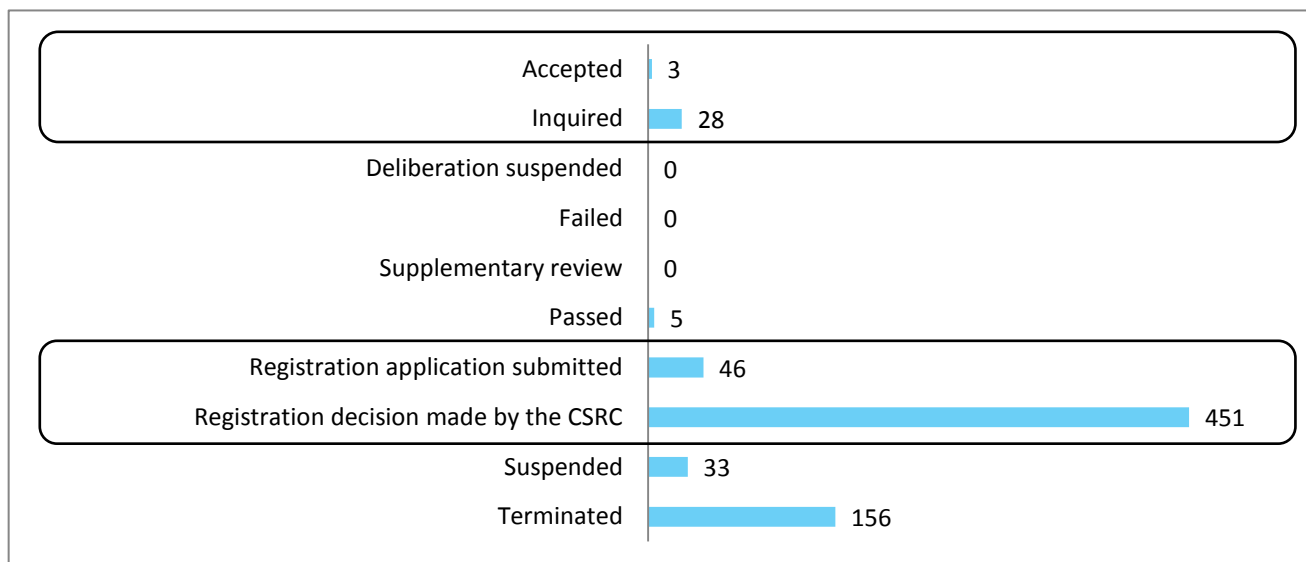 Accepted 3
Inquired 28
Deliberation suspended 0
Failed 0
Supplementary review 0
Passed 5
Registration application submitted 46
Registration decision made by the CSRC 451
Suspended 33
Terminated 156